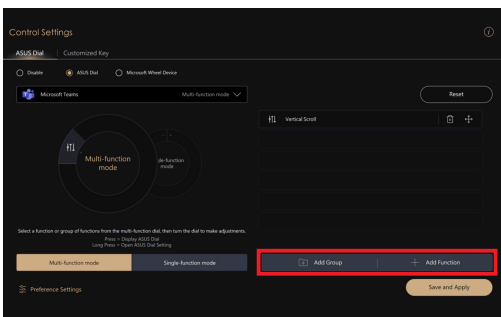 Control Settings
ASUS Dial Customized Key
Disable ASUS Dial Microsoft Wheel Device
Microsoft Teams Multi-function mode
Reset
Vertical Scroll
Multi-function
mode
le-function
mode
Select a function or group of functions from the multi-function dial, then turn the dial to make adjustments.
Press = Display ASUS Dial
Long Press = Open ASUS Dial Setting
Multi-function mode Single-function mode
Add Group Add Function
Preference Settings
Save and Apply